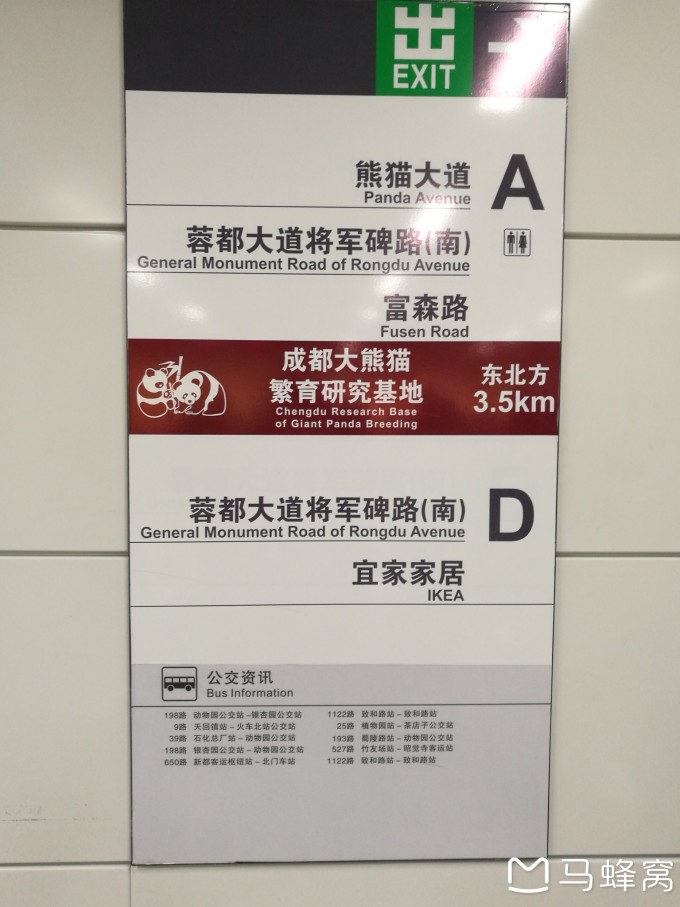 出
EXIT
熊猫大道
Panda Avenue
A
蓉都大道将军碑路(南)
General Monument Road of Rongdu Avenue
富森路
Fusen Road
成都大熊猫
繁育研究基地
Chengdu Research Base
of Giant Panda Breeding
东北方
3.5km
蓉都大道将军碑路(南)
General Monument Road of Rongdu Avenue
D
宜家家居
IKEA
公交资讯
Bus Information
198路 动物园公交站－银杏园公交站
9路 天回镇站－火车北站公交站
39路 石化总厂站－动物园公交站
198路 银杏园公交站－动物园公交站
650路 新都客运枢纽站－北门车站
1122路 致和路站－致和路站
25路 植物园站－茶店子公交站
193路 蜀陵路站－动物园公交站
527路 竹友场站－昭觉寺客运站
1122路 致和路站－致和路站
马蜂窝